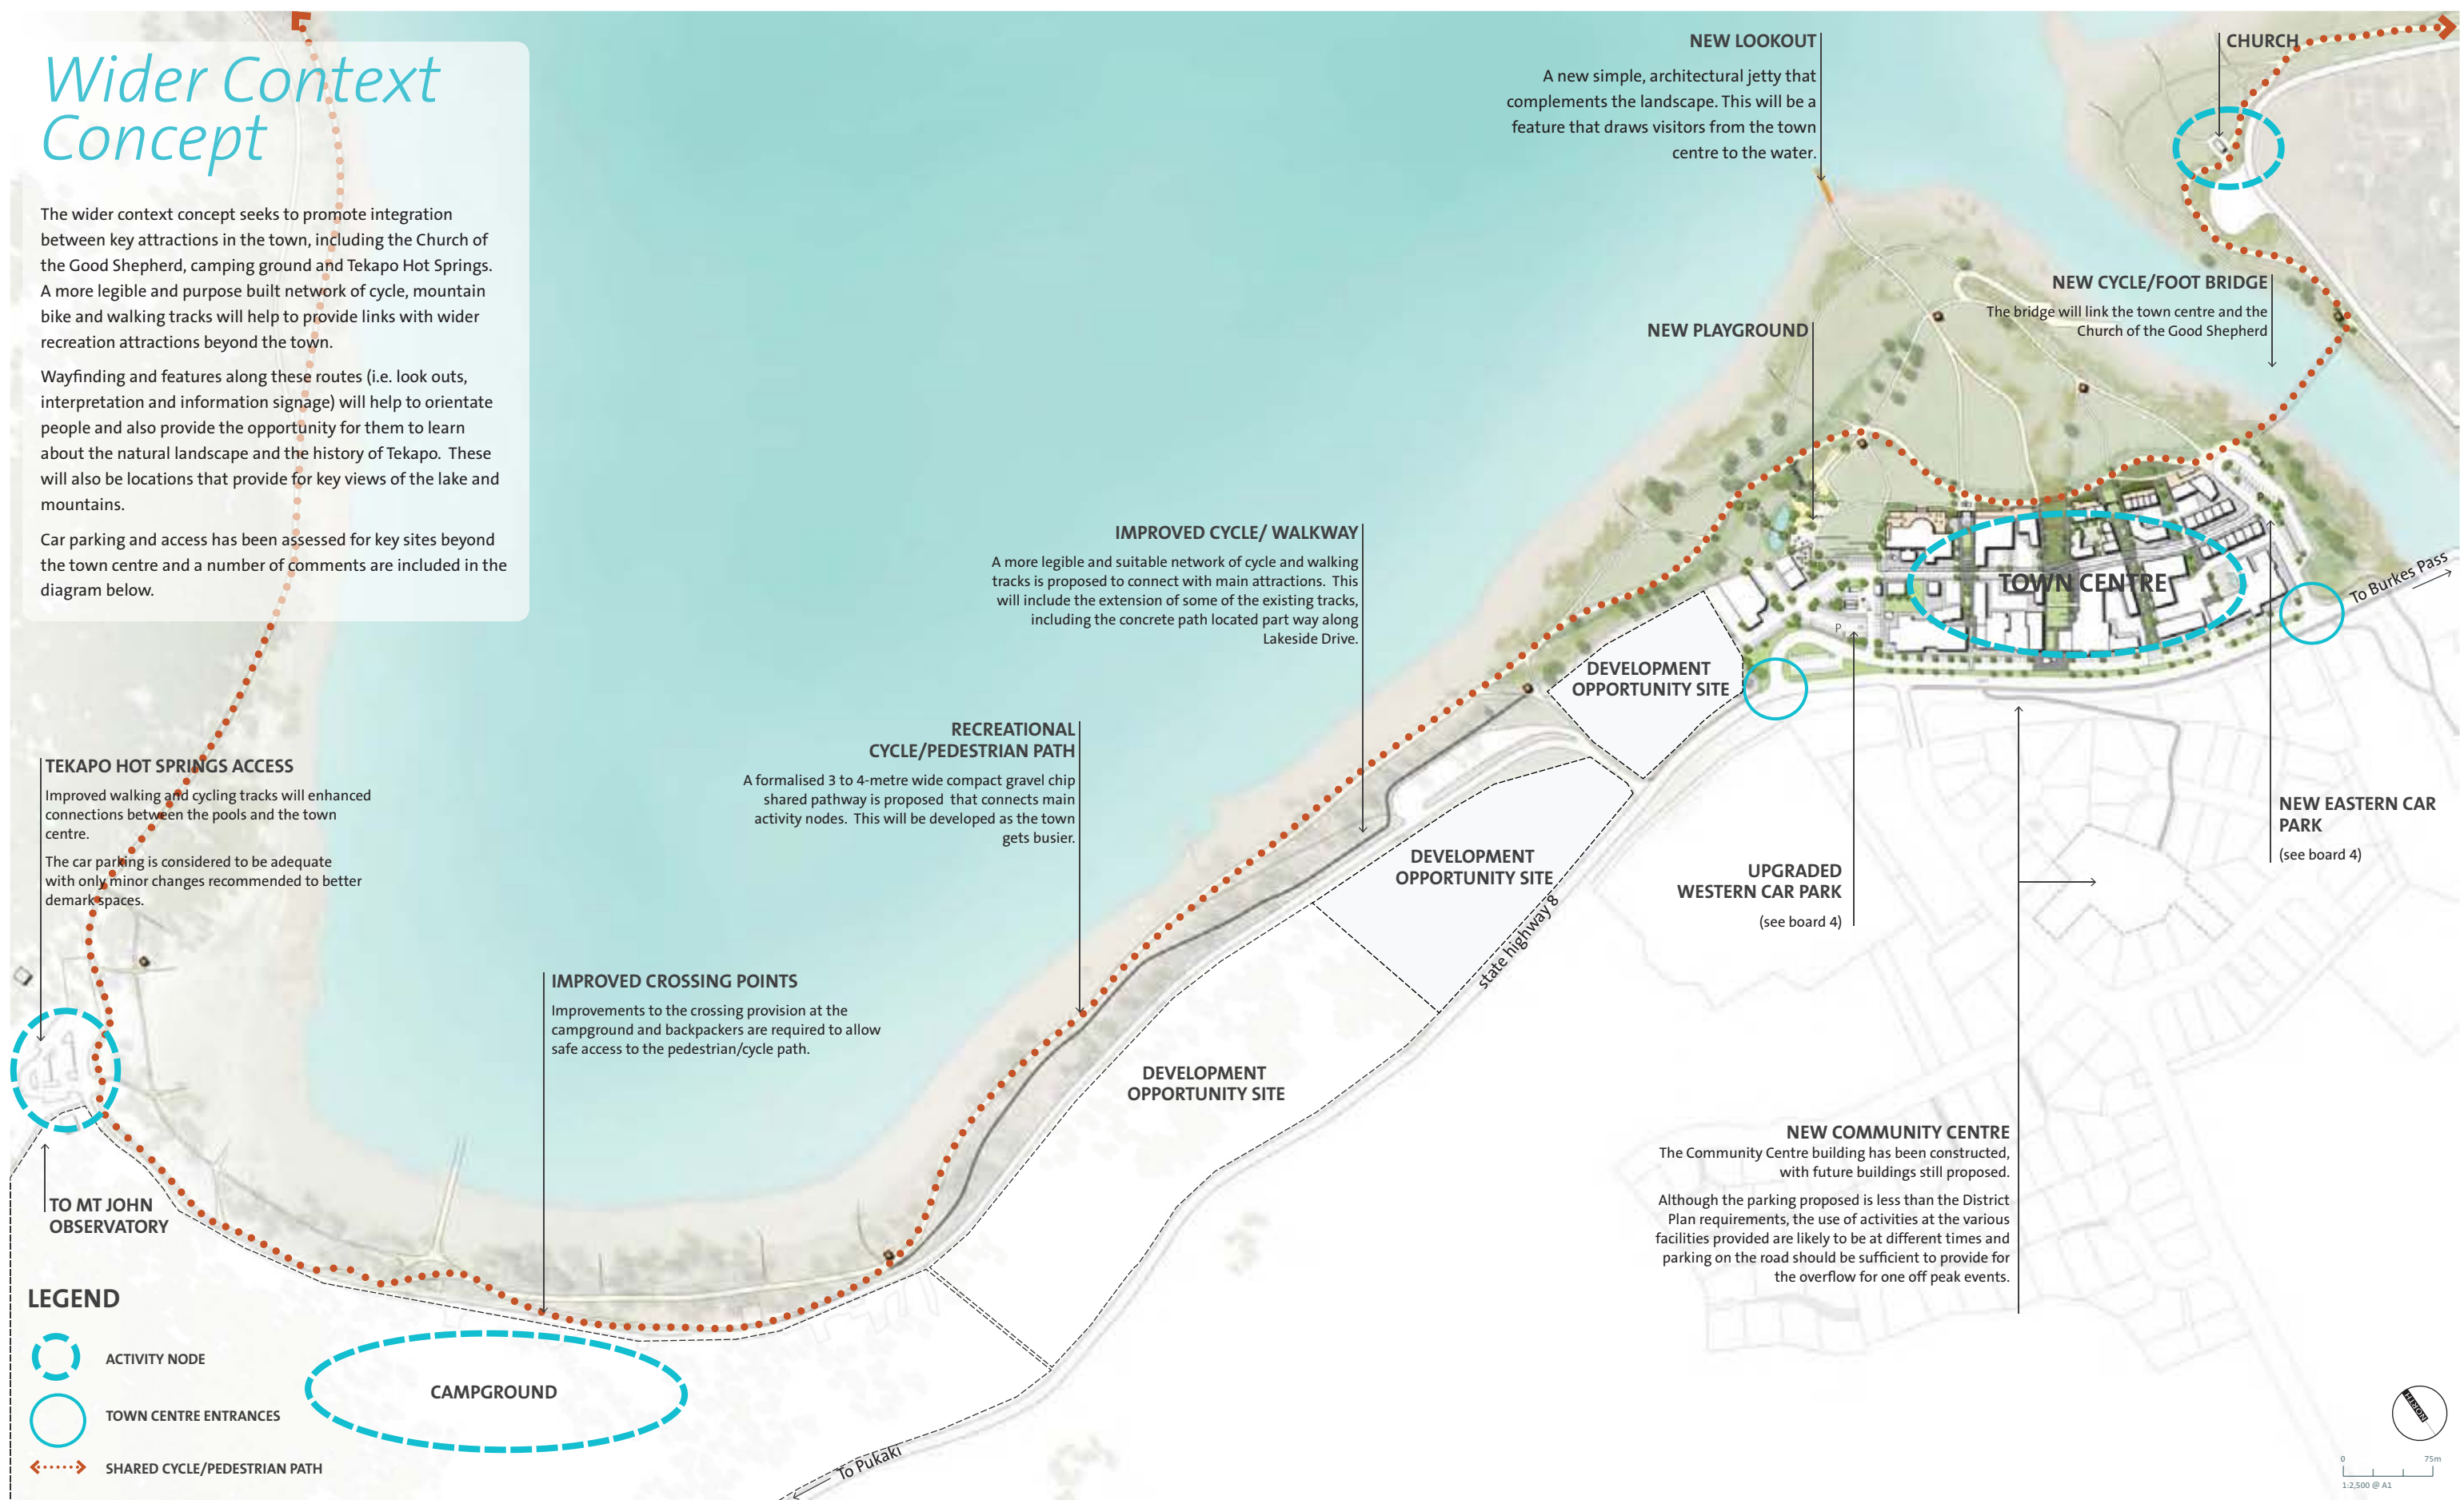 Wider Context
Concept
The wider context concept seeks to promote integration
between key attractions in the town, including the Church of
the Good Shepherd, camping ground and Tekapo Hot Springs.
A more legible and purpose built network of cycle, mountain
bike and walking tracks will help to provide links with wider
recreation attractions beyond the town.
Wayfinding and features along these routes (i.e. look outs,
interpretation and information signage) will help to orientate
people and also provide the opportunity for them to learn
about the natural landscape and the history of Tekapo. These
will also be locations that provide for key views of the lake and
mountains.
Car parking and access has been assessed for key sites beyond
the town centre and a number of comments are included in the
diagram below.
NEW LOOKOUT
A new simple, architectural jetty that
complements the landscape. This will be a
feature that draws visitors from the town
centre to the water.
CHURCH
NEW CYCLE/FOOT BRIDGE
The bridge will link the town centre and the
Church of the Good Shepherd
NEW PLAYGROUND
IMPROVED CYCLE/ WALKWAY
A more legible and suitable network of cycle and walking
tracks is proposed to connect with main attractions. This
will include the extension of some of the existing tracks,
including the concrete path located part way along
Lakeside Drive.
P
TOWN CENTRE
To Burkes Pass
P
DEVELOPMENT
OPPORTUNITY SITE
RECREATIONAL
CYCLE/PEDESTRIAN PATH
A formalised 3 to 4-metre wide compact gravel chip
shared pathway is proposed that connects main
activity nodes. This will be developed as the town
gets busier.
TEKAPO HOT SPRINGS ACCESS
Improved walking and cycling tracks will enhanced
connections between the pools and the town
centre.
The car parking is considered to be adequate
with only minor changes recommended to better
demark spaces.
DEVELOPMENT
OPPORTUNITY SITE
state highway 8
UPGRADED
WESTERN CAR PARK
(see board 4)
NEW EASTERN CAR
PARK
(see board 4)
IMPROVED CROSSING POINTS
Improvements to the crossing provision at the
campground and backpackers are required to allow
safe access to the pedestrian/cycle path.
DEVELOPMENT
OPPORTUNITY SITE
NEW COMMUNITY CENTRE
The Community Centre building has been constructed,
with future buildings still proposed.
Although the parking proposed is less than the District
Plan requirements, the use of activities at the various
facilities provided are likely to be at different times and
parking on the road should be sufficient to provide for
the overflow for one off peak events.
TO MT JOHN
OBSERVATORY
LEGEND
ACTIVITY NODE
TOWN CENTRE ENTRANCES
SHARED CYCLE/PEDESTRIAN PATH
CAMPGROUND
To Pukaki
NORTH
0 75m
1:2,500 @ A1